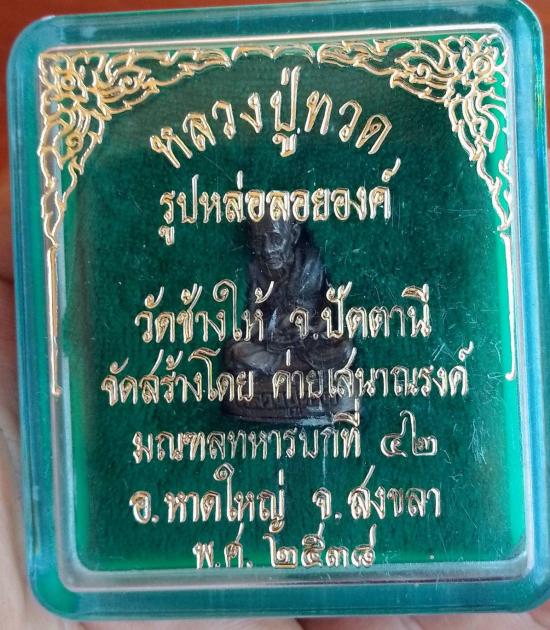 หลวงปู่ทวด
รูปหล่อลอยองค์
วัดช้างให้ จ.ปัตตานี
จัดสร้างโดย ค่ายเสนาณรงค์
มณฑลทหารบกที่ ๔๒
อ.หาดใหญ่ จ.สงขลา
พ.ศ. ๒๕๓๘